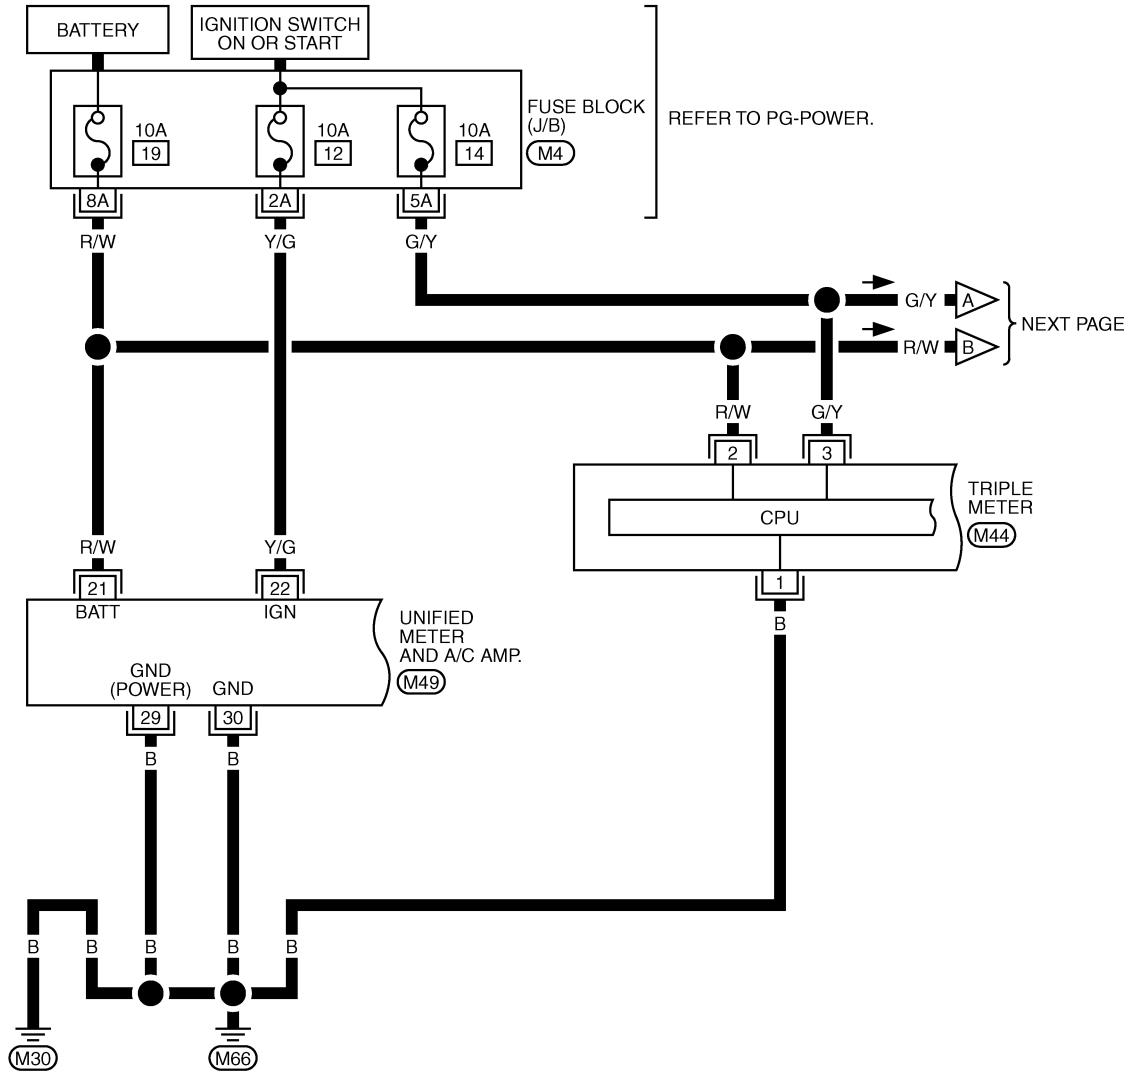 BATTERY
IGNITION SWITCH
ON OR START
FUSE BLOCK
(J/B)
M4
REFER TO PG-POWER.
10A
19
10A
12
10A
14
8A
2A
5A
R/W
Y/G
G/Y
G/Y
A
R/W
B
NEXT PAGE
R/W
G/Y
2
3
TRIPLE
METER
M44
CPU
1
B
R/W
Y/G
21
22
BATT
IGN
UNIFIED
METER
AND A/C AMP.
M49
GND
(POWER)
GND
29
30
B
B
B
B
B
B
B
M30
M66